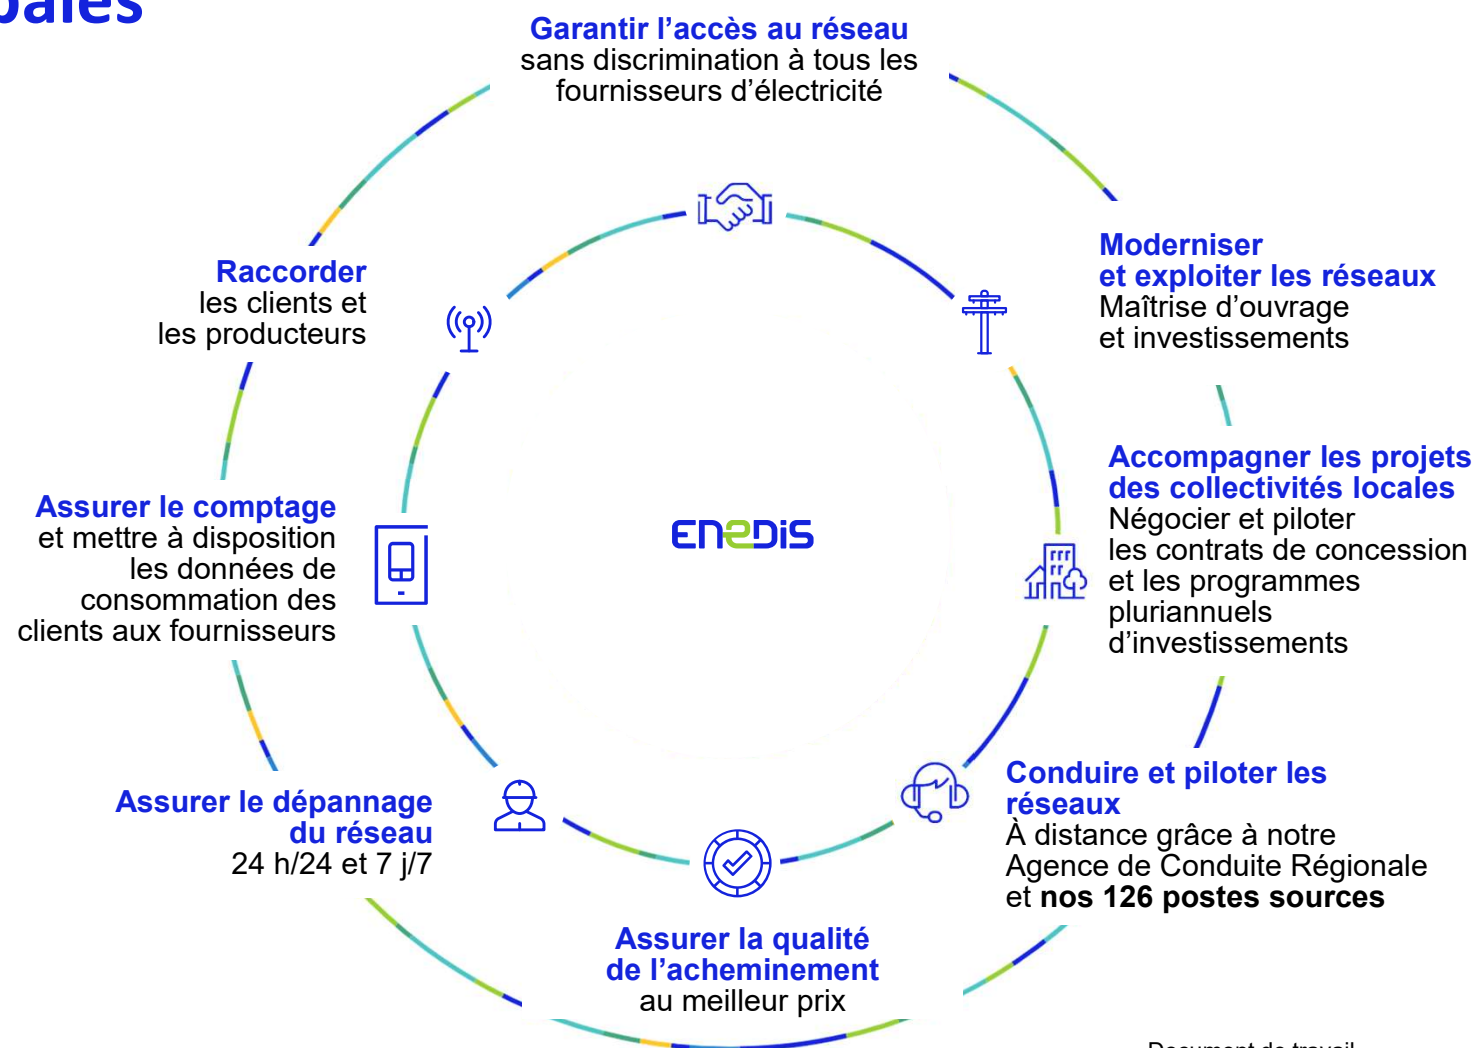 Garantir l’accès au réseau
sans discrimination à tous les
fournisseurs d’électricité
Moderniser
et exploiter les réseaux
Maîtrise d’ouvrage
et investissements
Accompagner les projets
des collectivités locales
Négocier et piloter
les contrats de concession
et les programmes
pluriannuels
d’investissements
Conduire et piloter les
réseaux
À distance grâce à notre
Agence de Conduite Régionale
et nos 126 postes sources
Assurer la qualité
de l’acheminement
au meilleur prix
Assurer le dépannage
du réseau
24 h/24 et 7 j/7
Assurer le comptage
et mettre à disposition
les données de
consommation des
clients aux fournisseurs
Raccorder
les clients et
les producteurs
ENEDIS
Document de travail